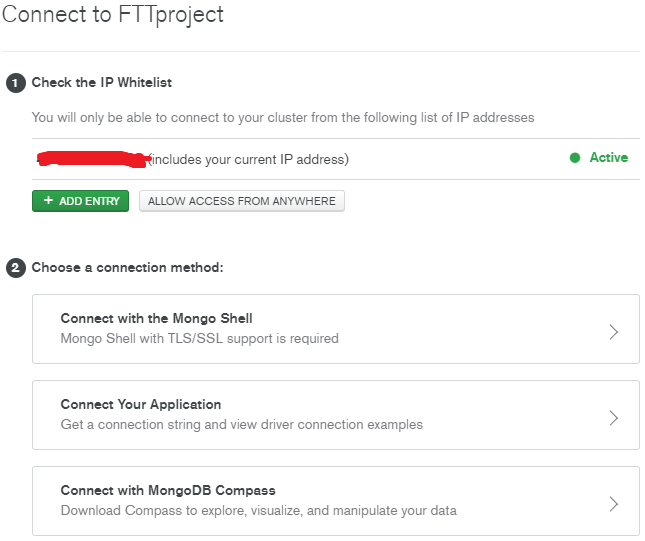 Connect to FTTproject
1 Check the IP Whitelist
You will only be able to connect to your cluster from the following list of IP addresses
(includes your current IP address) Active
+ ADD ENTRY ALLOW ACCESS FROM ANYWHERE
2 Choose a connection method:
Connect with the Mongo Shell
Mongo Shell with TLS/SSL support is required
Connect Your Application
Get a connection string and view driver connection examples
Connect with MongoDB Compass
Download Compass to explore, visualize, and manipulate your data